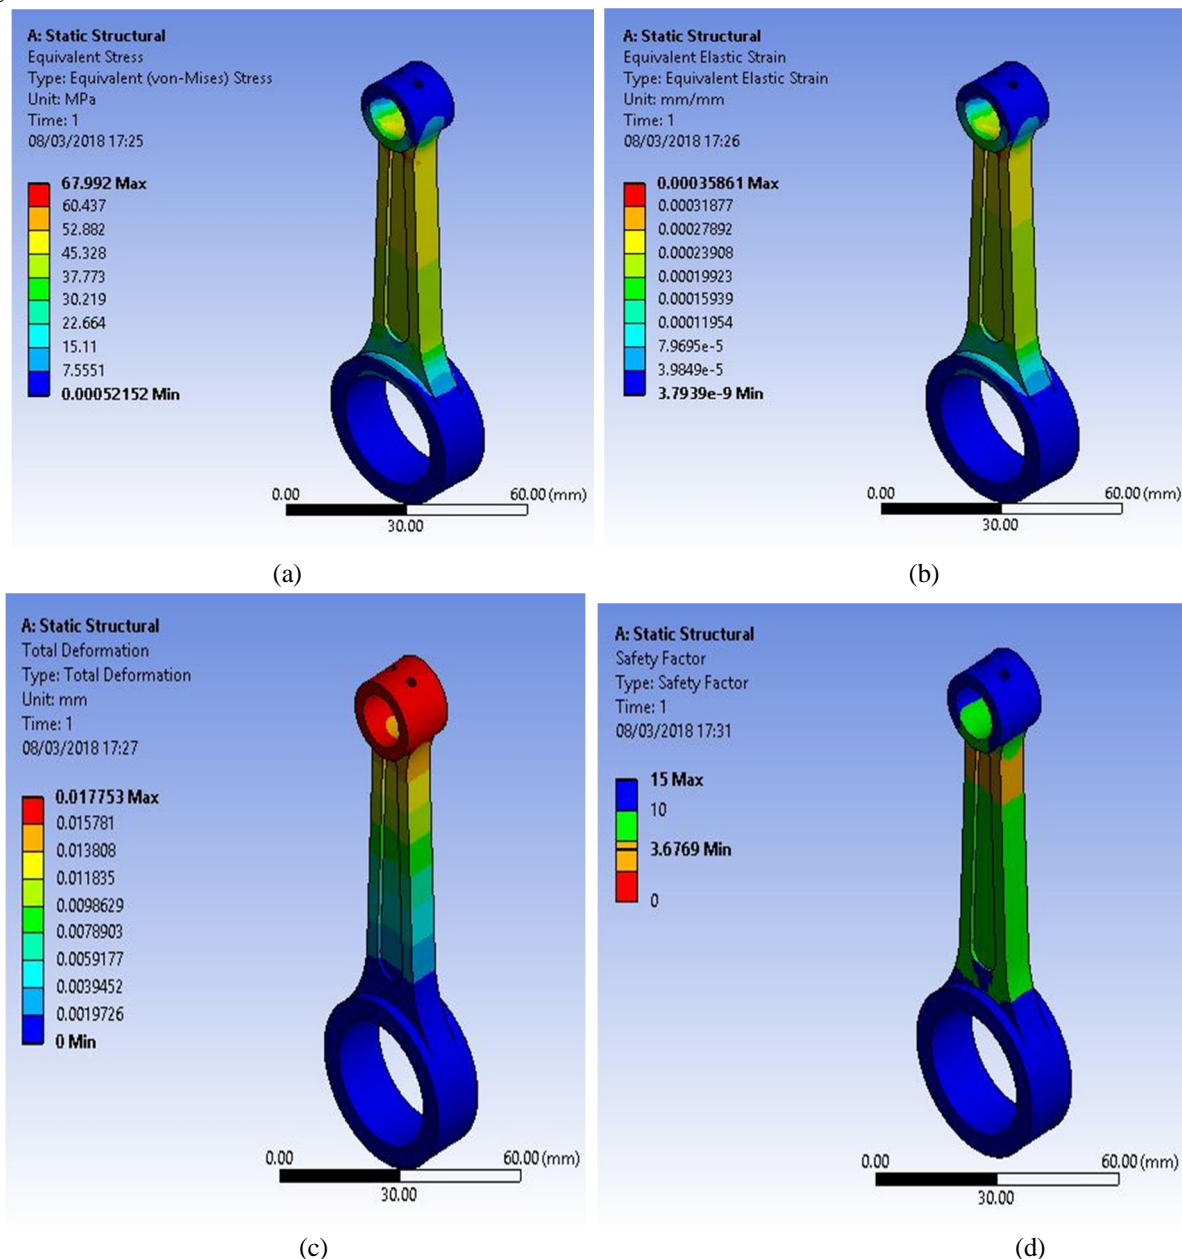 A: Static Structural
Equivalent Stress
Type: Equivalent (von-Mises) Stress
Unit: MPa
Time: 1
08/03/2018 17:25
67.992 Max
60.437
52.882
45.328
37.773
30.219
22.664
15.11
7.5551
0.00052152 Min
0.00
60.00 (mm)
30.00
(a)
A: Static Structural
Equivalent Elastic Strain
Type: Equivalent Elastic Strain
Unit: mm/mm
Time: 1
08/03/2018 17:26
0.00035861 Max
0.00031877
0.00027892
0.00023908
0.00019923
0.00015939
0.00011954
7.9695e-5
3.9849e-5
3.7939e-9 Min
0.00
60.00 (mm)
30.00
(b)
A: Static Structural
Total Deformation
Type: Total Deformation
Unit: mm
Time: 1
08/03/2018 17:27
0.017753 Max
0.015781
0.013808
0.011835
0.0098629
0.0078903
0.0059177
0.0039452
0.0019726
0 Min
0.00
60.00 (mm)
30.00
(c)
A: Static Structural
Safety Factor
Type: Safety Factor
Time: 1
08/03/2018 17:31
15 Max
10
3.6769 Min
0
0.00
60.00 (mm)
30.00
(d)